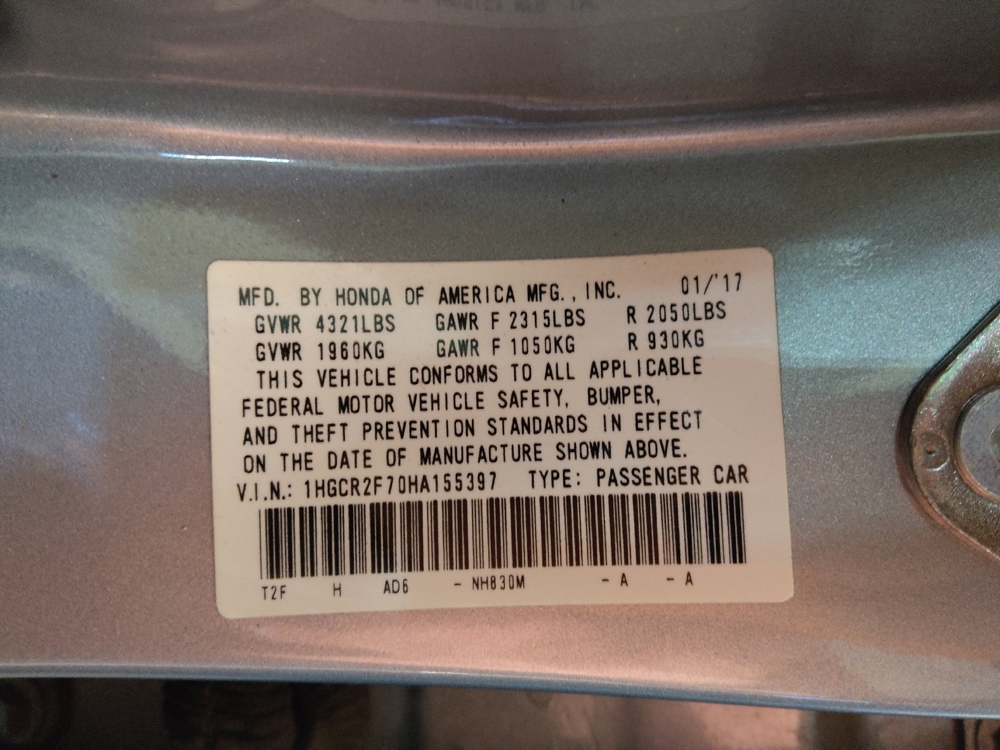 MFD. BY HONDA OF AMERICA MFG., INC. 01/'17
GVWR 4321LBS GAWR F 2315LBS R 2050LBS
GVWR 1960KG GAWR F 1050KG R 930KG
THIS VEHICLE CONFORMS TO ALL APPLICABLE
FEDERAL MOTOR VEHICLE SAFETY, BUMPER,
AND THEFT PREVENTION STANDARDS IN EFFECT
ON THE DATE OF MANUFACTURE SHOWN ABOVE.
V.I.N.: 1HGCR2F70HA155397 TYPE: PASSENGER CAR
T2F H AD6 - NH830M - A - A